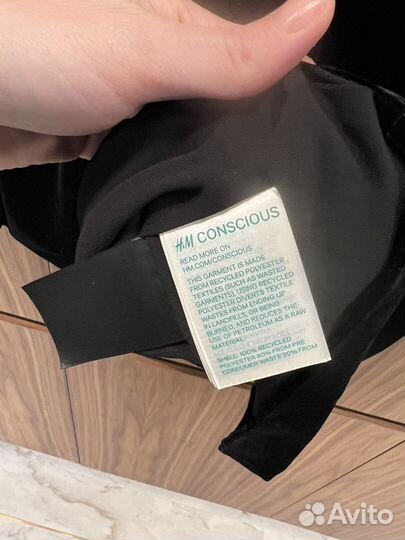 H&M CONSCIOUS
READ MORE ON
HM.COM/CONSCIOUS
THIS GARMENT IS MADE
FROM RECYCLED POLYESTER
TEXTILES (SUCH AS WASTED
GARMENTS). USING RECYCLED
POLYESTER DIVERTS TEXTILE
WASTES FROM ENDING UP
IN LANDFILLS, OR BEING
BURNED, AND REDUCES THE
USE OF PETROLEUM AS A RAW
MATERIAL.
SHELL: 100% RECYCLED
POLYESTER 80% FROM PRE
CONSUMER WASTE 20% FROM
Avito